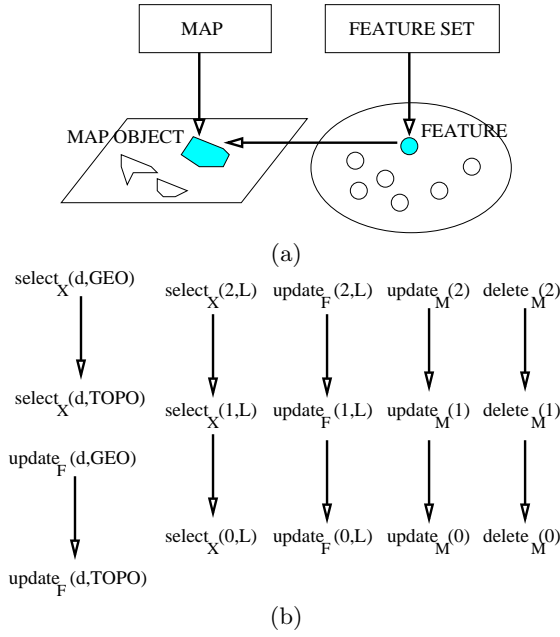 MAP FEATURE SET
MAP OBJECT FEATURE
(a)
select_X(d,GEO) select_X(2,L) update_F(2,L) update_M(2) delete_M(2)
select_X(d,TOPO) select_X(1,L) update_F(1,L) update_M(1) delete_M(1)
update_F(d,GEO)
select_X(0,L) update_F(0,L) update_M(0) delete_M(0)
update_F(d,TOPO)
(b)